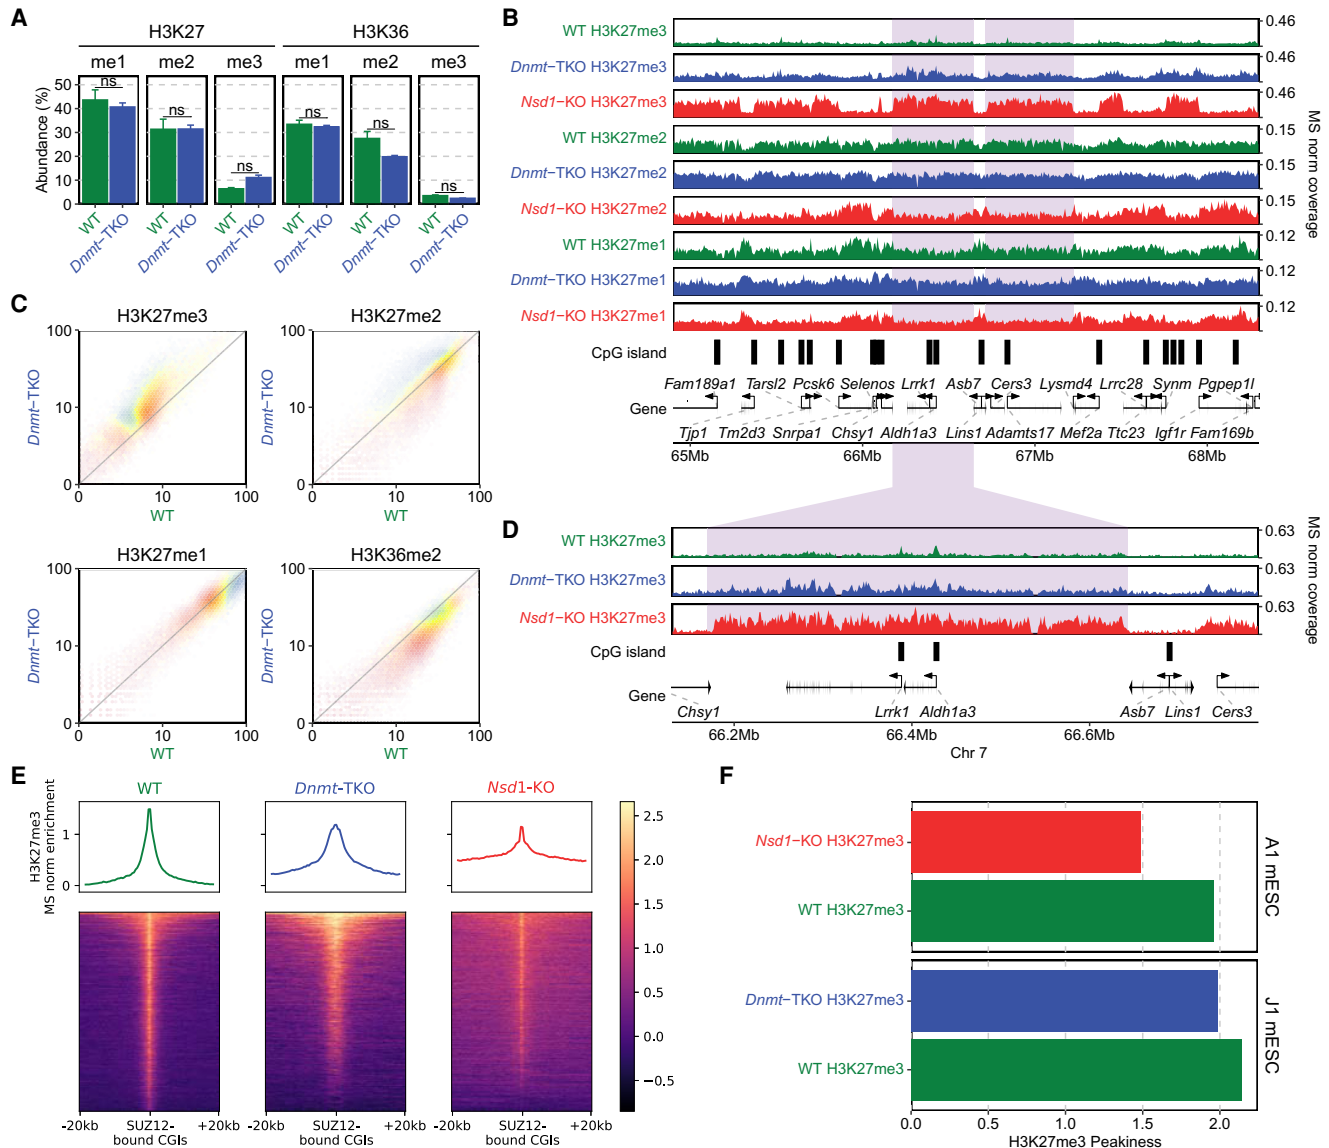 A
H3K27
H3K36
me1
me2
me3
me1
me2
me3
Abundance (%)
50
40
30
20
10
0
ns
ns
ns
ns
ns
ns
WT
Dnmt-TKO
WT
Dnmt-TKO
WT
Dnmt-TKO
WT
Dnmt-TKO
WT
Dnmt-TKO
WT
Dnmt-TKO
B
WT H3K27me3
0.46
Dnmt-TKO H3K27me3
0.46
Nsd1-KO H3K27me3
0.46
WT H3K27me2
0.15
Dnmt-TKO H3K27me2
0.15
Nsd1-KO H3K27me2
0.15
WT H3K27me1
0.12
Dnmt-TKO H3K27me1
0.12
Nsd1-KO H3K27me1
0.12
MS norm coverage
CpG island
Fam189a1 Tarsl2 Pcsk6 Selenos Lrrk1 Asb7 Cers3 Lysmd4 Lrrc28 Synm Pgpep1l
Gene
Tjp1 Tm2d3 Snrpa1 Chsy1 Aldh1a3 Lins1 Adamts17 Mef2a Ttc23 Igf1r Fam169b
65Mb 66Mb 67Mb 68Mb
C
H3K27me3
100
10
0
Dnmt-TKO
0 10 100
WT
H3K27me2
100
10
0
0 10 100
WT
H3K27me1
100
10
0
Dnmt-TKO
0 10 100
WT
H3K36me2
100
10
0
0 10 100
WT
D
WT H3K27me3
0.63
Dnmt-TKO H3K27me3
0.63
Nsd1-KO H3K27me3
0.63
MS norm coverage
CpG island
Gene
Chsy1 Lrrk1 Aldh1a3 Asb7 Lins1 Cers3
66.2Mb 66.4Mb 66.6Mb
Chr 7
E
WT
Dnmt-TKO
Nsd1-KO
H3K27me3
MS norm enrichment
1
0
2.5
2.0
1.5
1.0
0.5
0.0
−0.5
-20kb SUZ12-bound CGIs +20kb
-20kb SUZ12-bound CGIs +20kb
-20kb SUZ12-bound CGIs +20kb
F
Nsd1-KO H3K27me3
WT H3K27me3
A1 mESC
Dnmt-TKO H3K27me3
WT H3K27me3
J1 mESC
0.0 0.5 1.0 1.5 2.0
H3K27me3 Peakiness